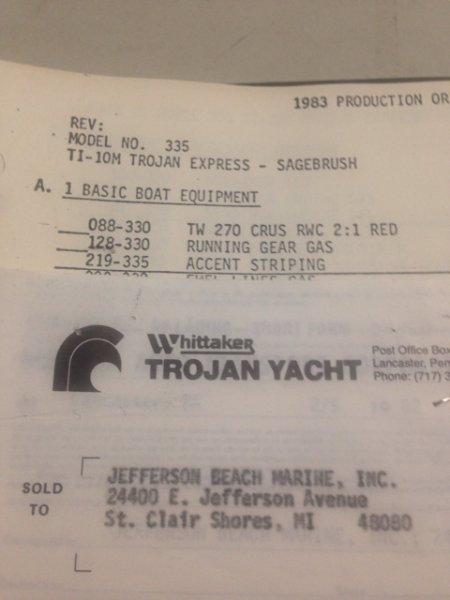 1983 PRODUCTION OR
REV:
MODEL NO. 335
TI-10M TROJAN EXPRESS - SAGEBRUSH
A. 1 BASIC BOAT EQUIPMENT
088-330 TW 270 CRUS RWC 2:1 RED
128-330 RUNNING GEAR GAS
219-335 ACCENT STRIPING
FUEL LINES GAS
Whittaker
TROJAN YACHT
Post Office Box
Lancaster, Pen
Phone: (717) 3
SOLD
TO
JEFFERSON BEACH MARINE, INC.
24400 E. Jefferson Avenue
St. Clair Shores, MI 48080